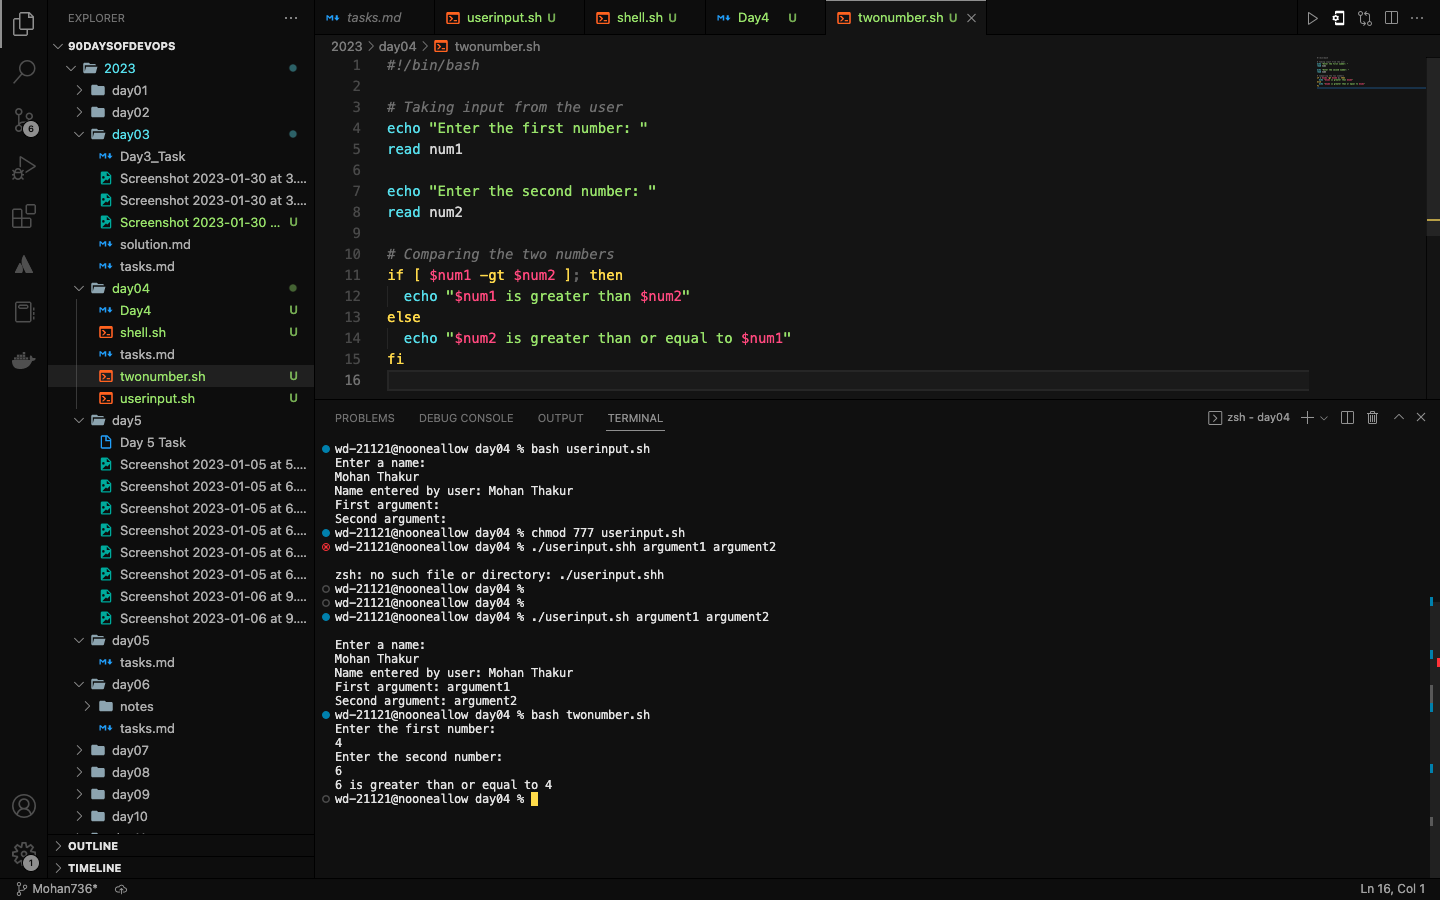 EXPLORER
90DAYSOFDEVOPS
2023
day01
day02
day03
Day3_Task
Screenshot 2023-01-30 at 3....
Screenshot 2023-01-30 at 3....
Screenshot 2023-01-30 ... U
solution.md
tasks.md
day04
Day4 U
shell.sh U
tasks.md
twonumber.sh U
userinput.sh U
day5
Day 5 Task
Screenshot 2023-01-05 at 5....
Screenshot 2023-01-05 at 6....
Screenshot 2023-01-05 at 6....
Screenshot 2023-01-05 at 6....
Screenshot 2023-01-05 at 6....
Screenshot 2023-01-05 at 6....
Screenshot 2023-01-06 at 9....
Screenshot 2023-01-06 at 9....
day05
tasks.md
day06
notes
tasks.md
day07
day08
day09
day10
OUTLINE
TIMELINE
6
1
tasks.md userinput.sh U shell.sh U Day4 U twonumber.sh U
2023 > day04 > twonumber.sh
1 #!/bin/bash
2
3 # Taking input from the user
4 echo "Enter the first number: "
5 read num1
6
7 echo "Enter the second number: "
8 read num2
9
10 # Comparing the two numbers
11 if [ $num1 -gt $num2 ]; then
12 echo "$num1 is greater than $num2"
13 else
14 echo "$num2 is greater than or equal to $num1"
15 fi
16
PROBLEMS DEBUG CONSOLE OUTPUT TERMINAL zsh - day04
wd-21121@nooneallow day04 % bash userinput.sh
Enter a name:
Mohan Thakur
Name entered by user: Mohan Thakur
First argument:
Second argument:
wd-21121@nooneallow day04 % chmod 777 userinput.sh
wd-21121@nooneallow day04 % ./userinput.shh argument1 argument2
zsh: no such file or directory: ./userinput.shh
wd-21121@nooneallow day04 %
wd-21121@nooneallow day04 %
wd-21121@nooneallow day04 % ./userinput.sh argument1 argument2
Enter a name:
Mohan Thakur
Name entered by user: Mohan Thakur
First argument: argument1
Second argument: argument2
wd-21121@nooneallow day04 % bash twonumber.sh
Enter the first number:
4
Enter the second number:
6
6 is greater than or equal to 4
wd-21121@nooneallow day04 %
Mohan736* Ln 16, Col 1